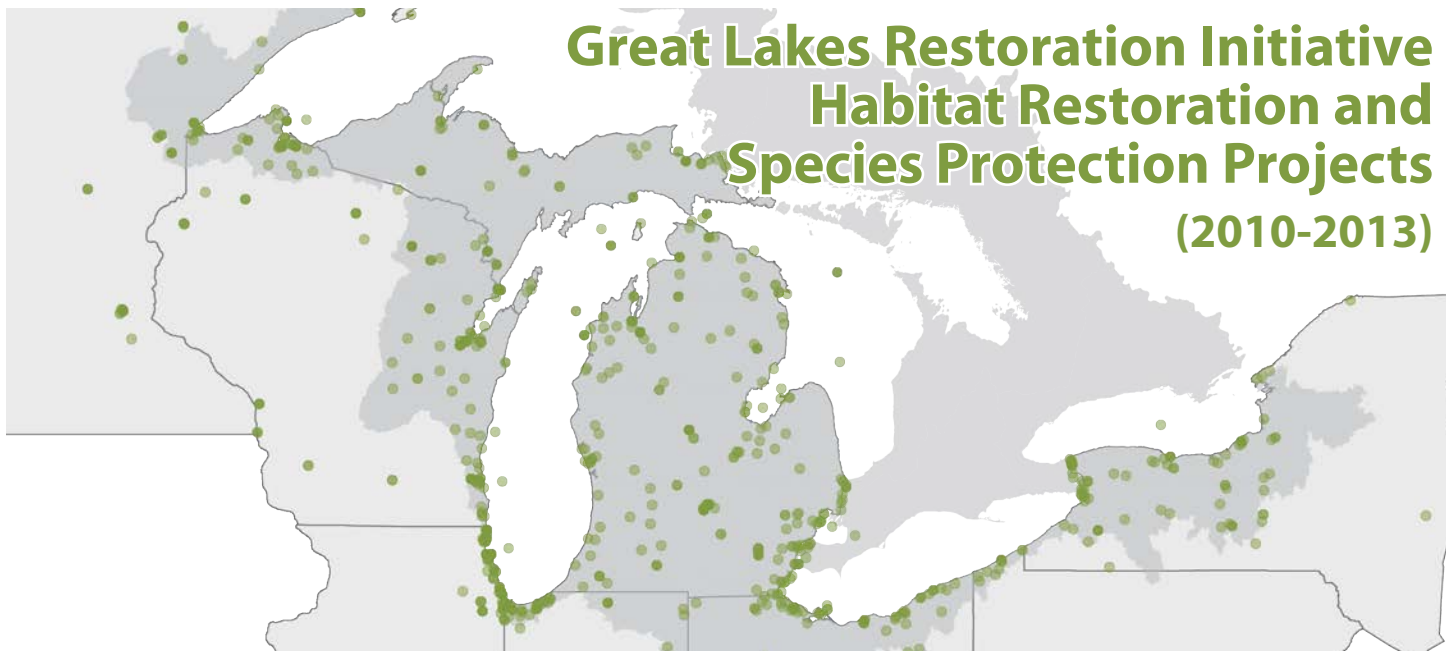 Great Lakes Restoration Initiative
Habitat Restoration and
Species Protection Projects
(2010-2013)